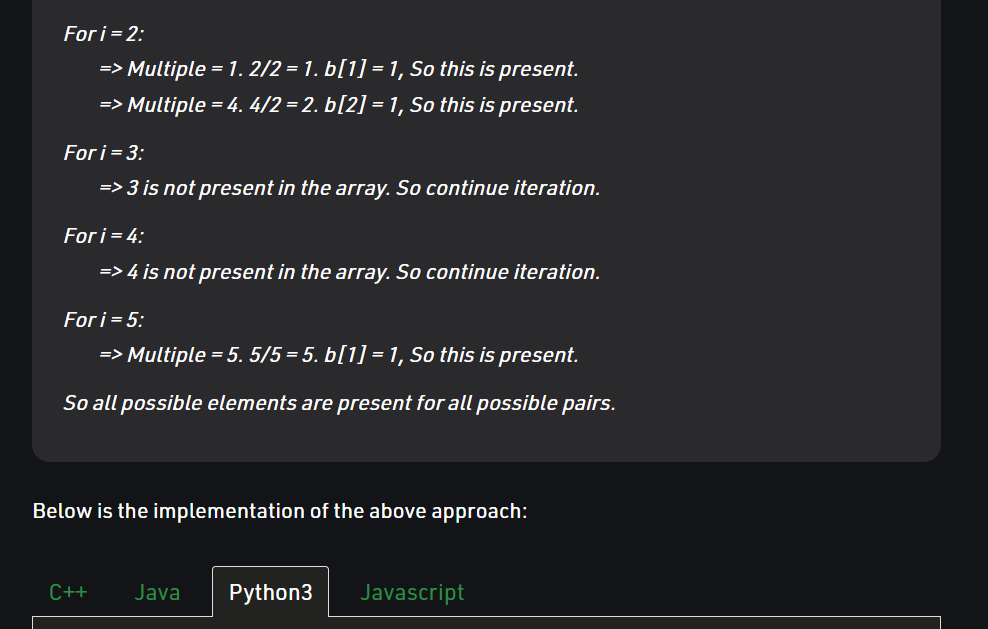 For i = 2:
=> Multiple = 1. 2/2 = 1. b[1] = 1, So this is present.
=> Multiple = 4. 4/2 = 2. b[2] = 1, So this is present.
For i = 3:
=> 3 is not present in the array. So continue iteration.
For i = 4:
=> 4 is not present in the array. So continue iteration.
For i = 5:
=> Multiple = 5. 5/5 = 5. b[1] = 1, So this is present.
So all possible elements are present for all possible pairs.
Below is the implementation of the above approach:
C++ Java Python3 Javascript